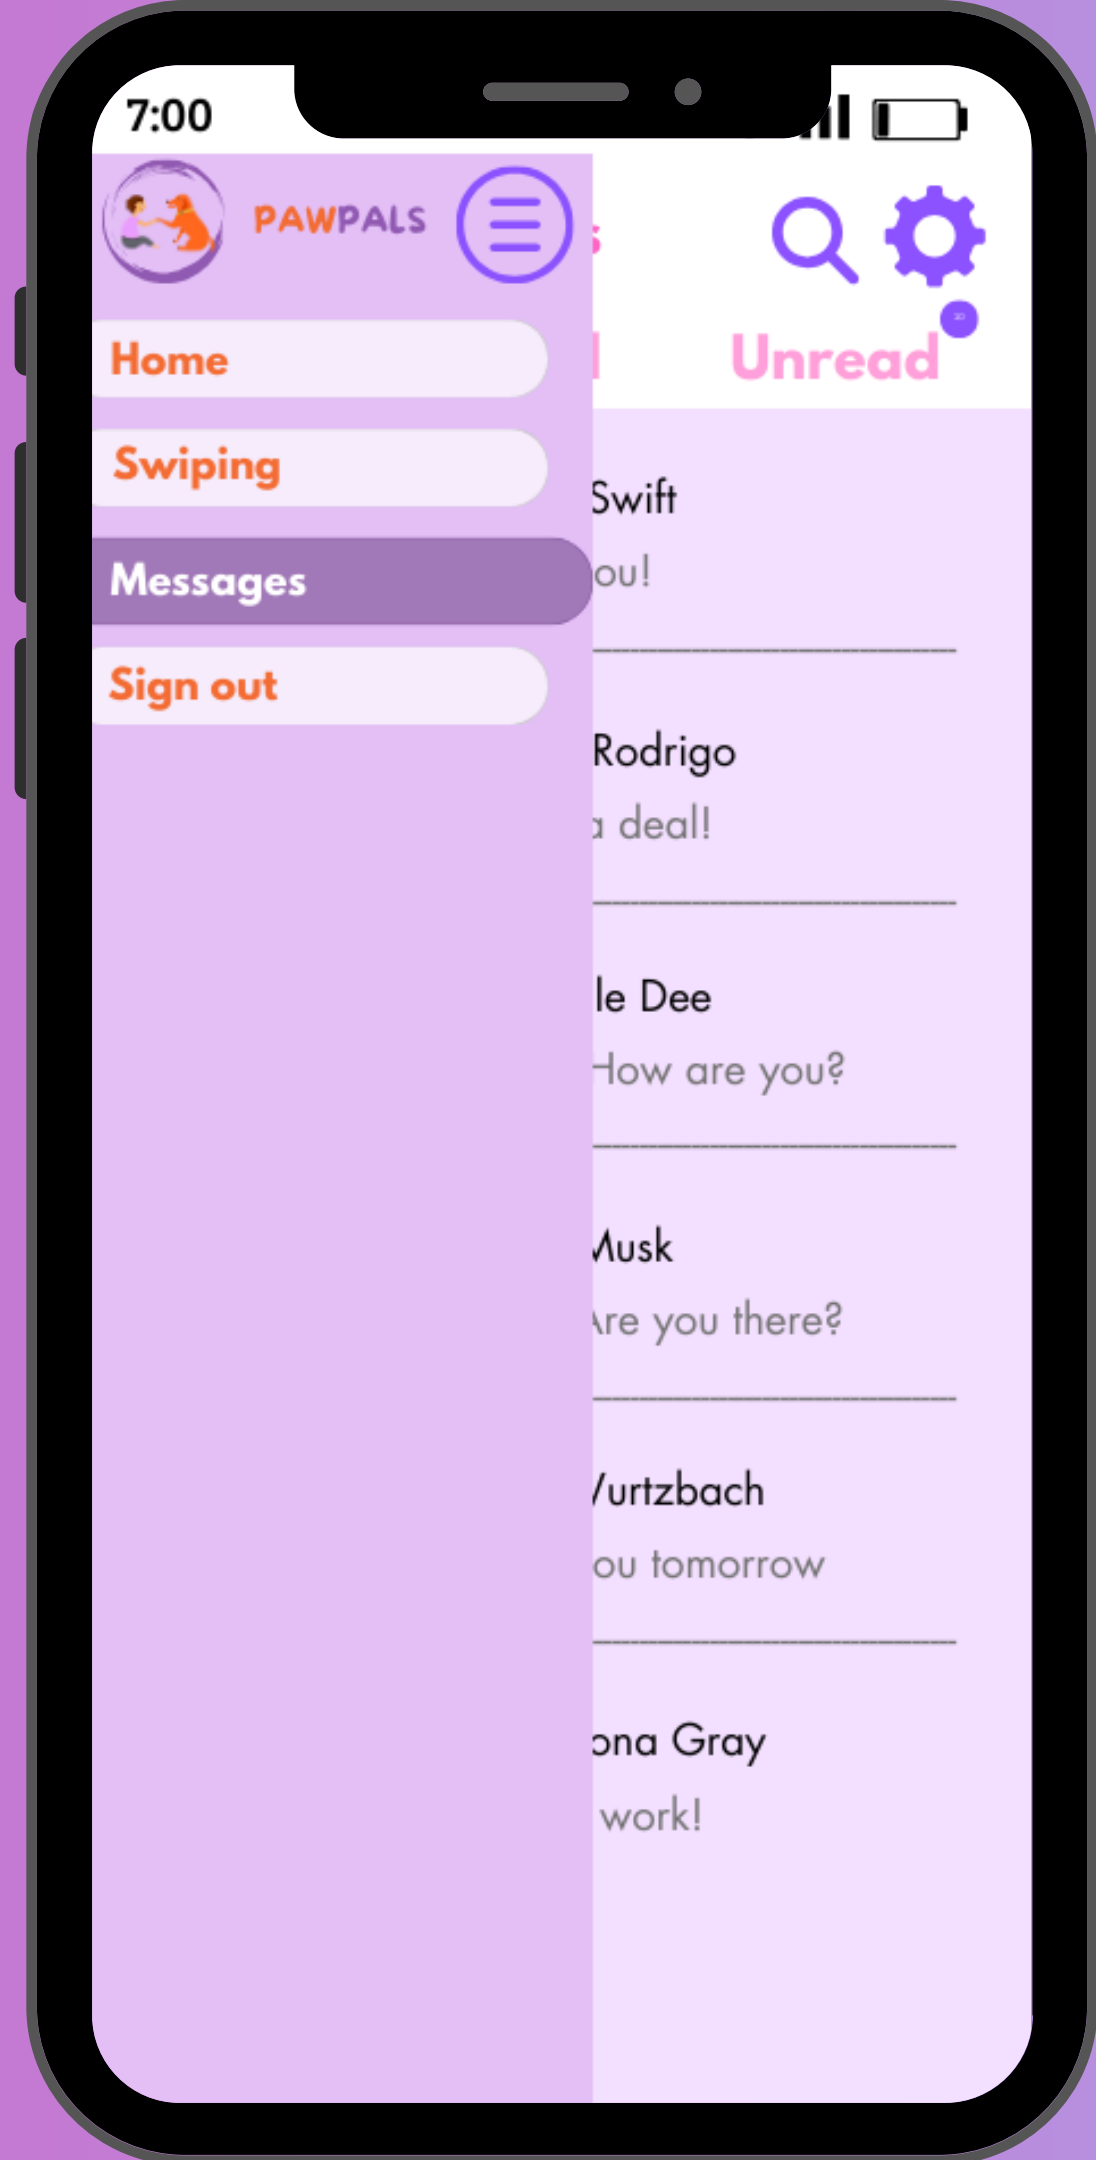 7:00
PAWPALS
Home
Swiping
Messages
Sign out
s
Unread
Swift
ou!
Rodrigo
a deal!
le Dee
How are you?
Musk
Are you there?
urtzbach
ou tomorrow
ona Gray
work!